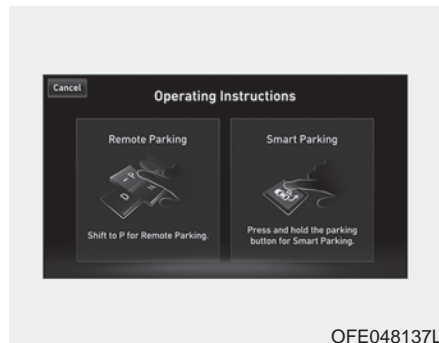 Cancel
Operating Instructions
Remote Parking
P
D
Shift to P for Remote Parking.
Smart Parking
Press and hold the parking
button for Smart Parking.
OFE048137L